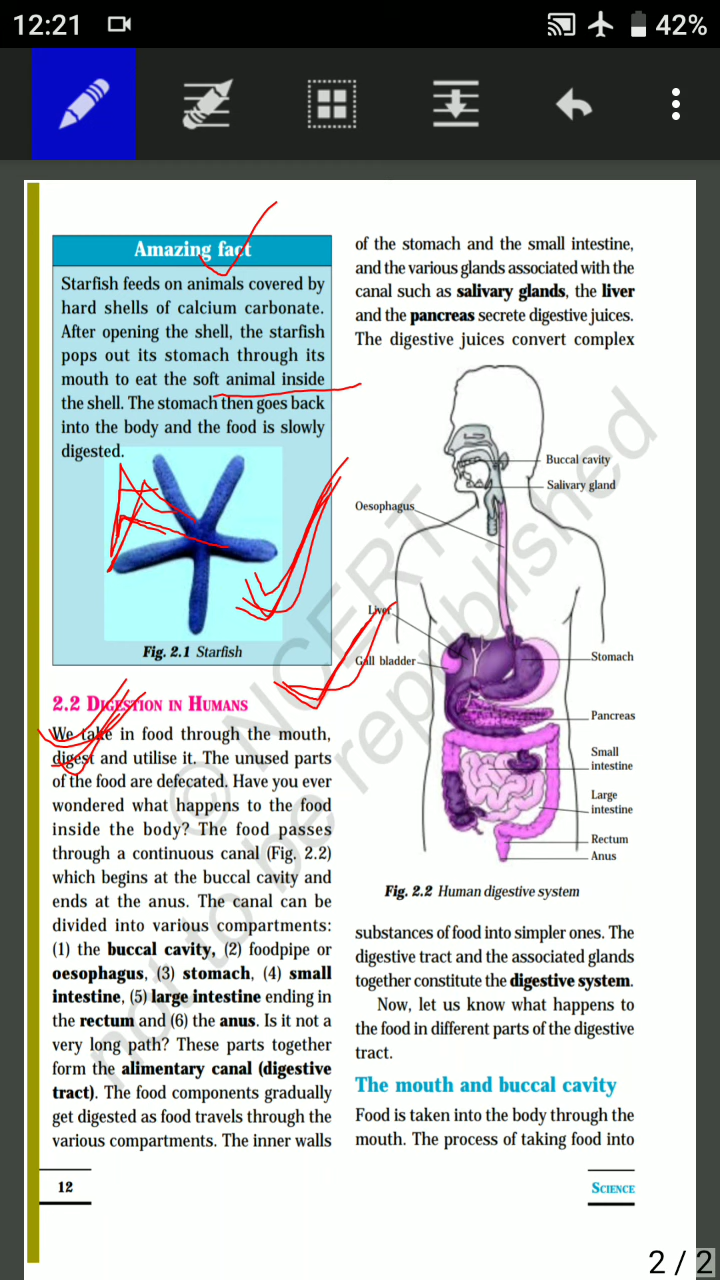 12:21
42%
Amazing fact
Starfish feeds on animals covered by
hard shells of calcium carbonate.
After opening the shell, the starfish
pops out its stomach through its
mouth to eat the soft animal inside
the shell. The stomach then goes back
into the body and the food is slowly
digested.
Fig. 2.1 Starfish
2.2 DIGESTION IN HUMANS
We take in food through the mouth,
digest and utilise it. The unused parts
of the food are defecated. Have you ever
wondered what happens to the food
inside the body? The food passes
through a continuous canal (Fig. 2.2)
which begins at the buccal cavity and
ends at the anus. The canal can be
divided into various compartments:
(1) the buccal cavity, (2) foodpipe or
oesophagus, (3) stomach, (4) small
intestine, (5) large intestine ending in
the rectum and (6) the anus. Is it not a
very long path? These parts together
form the alimentary canal (digestive
tract). The food components gradually
get digested as food travels through the
various compartments. The inner walls
of the stomach and the small intestine,
and the various glands associated with the
canal such as salivary glands, the liver
and the pancreas secrete digestive juices.
The digestive juices convert complex
Buccal cavity
Salivary gland
Oesophagus
Liver
Gall bladder
Stomach
Pancreas
Small
intestine
Large
intestine
Rectum
Anus
Fig. 2.2 Human digestive system
substances of food into simpler ones. The
digestive tract and the associated glands
together constitute the digestive system.
Now, let us know what happens to
the food in different parts of the digestive
tract.
The mouth and buccal cavity
Food is taken into the body through the
mouth. The process of taking food into
© NCERT
not to be republished
12
SCIENCE
2 / 2